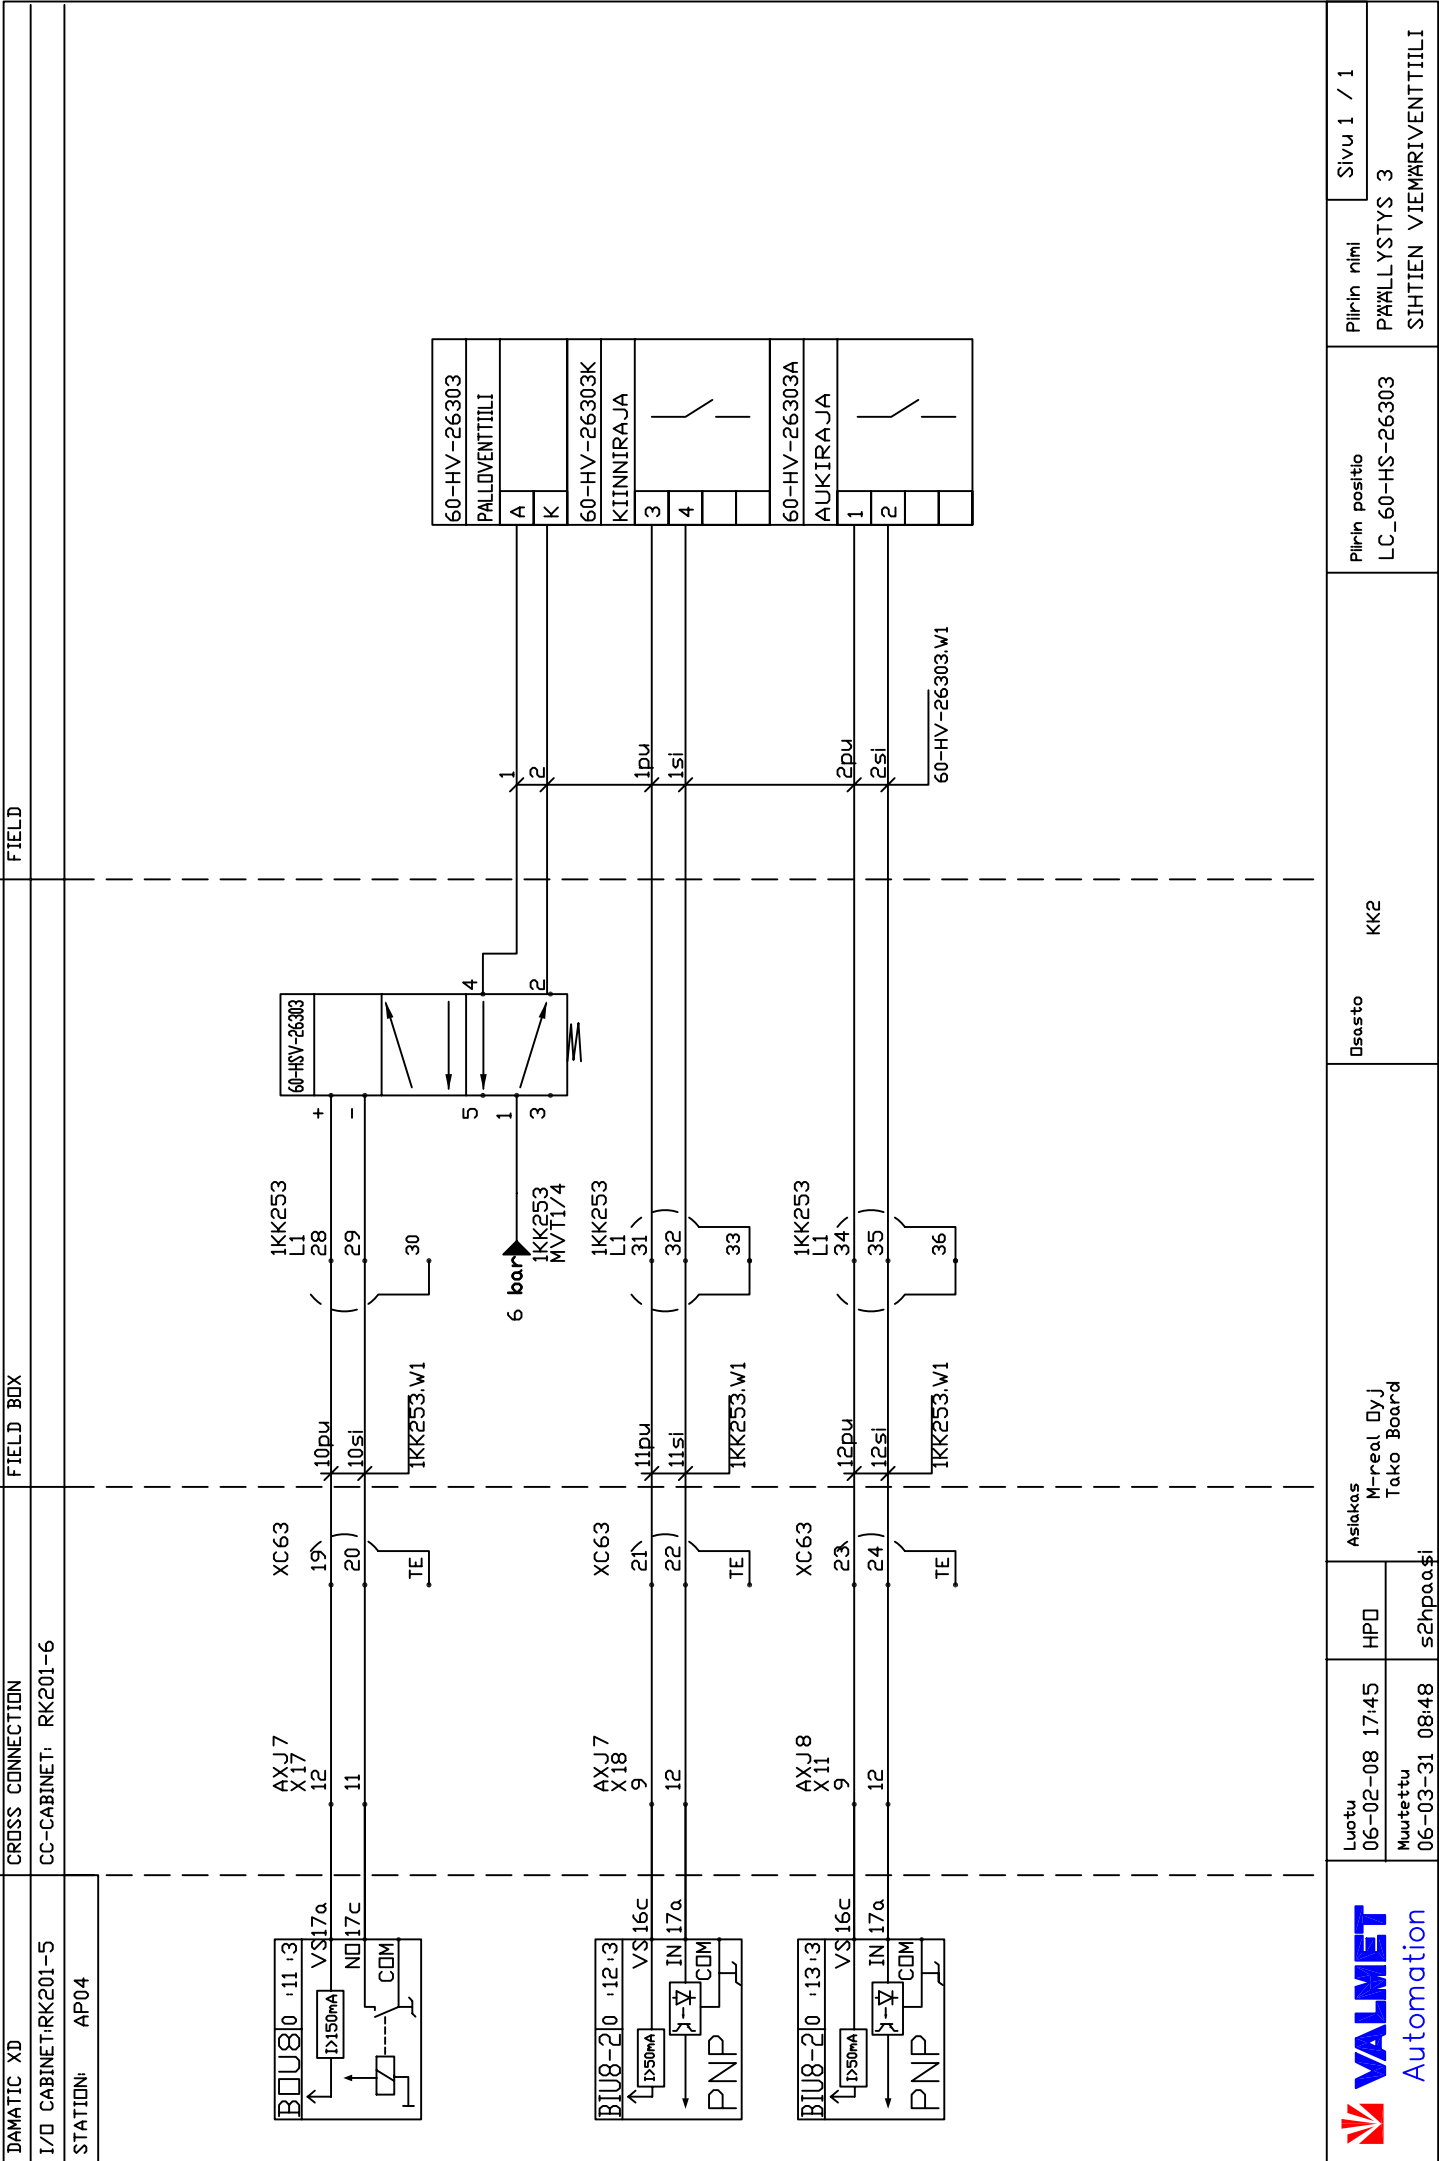 DAMATIC XD
CROSS CONNECTION
FIELD BOX
FIELD
I/O CABINET:RK201-5
CC-CABINET: RK201-6
STATION: AP04
BOU8 0 :11 :3
I>150mA
VS 17a
NO 17c
COM
AXJ7
X17
12
11
XC63
19
20
TE
10pu
10si
1KK253.W1
1KK253
L1
28
29
30
60-HSV-26303
+
-
5
1
3
4
2
6 bar
1KK253
MVT1/4
1
2
60-HV-26303
PALLOVENTTIILI
A
K
BIU8-2 0 :12 :3
I>50mA
VS 16c
IN 17a
COM
PNP
AXJ7
X18
9
12
XC63
21
22
TE
11pu
11si
1KK253.W1
1KK253
L1
31
32
33
1pu
1si
60-HV-26303K
KIINNIRAJA
3
4
BIU8-2 0 :13 :3
I>50mA
VS 16c
IN 17a
COM
PNP
AXJ8
X11
9
12
XC63
23
24
TE
12pu
12si
1KK253.W1
1KK253
L1
34
35
36
2pu
2si
60-HV-26303.W1
60-HV-26303A
AUKIRAJA
1
2
VALMET
Automation
Luotu
06-02-08 17:45
HPO
Muutettu
06-03-31 08:48
s2hpaasi
Asiakas
M-real Oyj
Tako Board
Osasto
KK2
Piirin positio
LC_60-HS-26303
Piirin nimi
PÄÄLLYSTYS 3
SIHTIEN VIEMÄRIVENTTIILI
Sivu 1 / 1